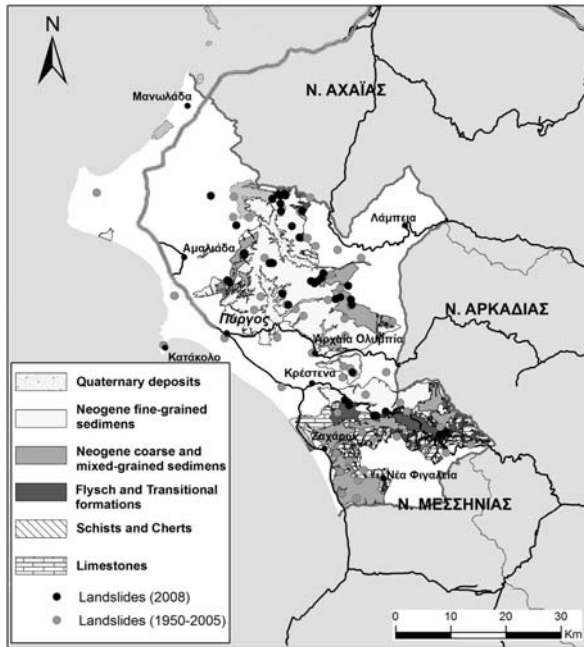 N
Μανωλάδα
Ν. ΑΧΑΪΑΣ
Λάμπεια
Αμαλιάδα
Ν. ΑΡΚΑΔΙΑΣ
Πύργος
Αρχαία Ολυμπία
Κατάκολο
Κρέστενα
Ζαχάρω
Νέα Φιγαλεία
Ν. ΜΕΣΣΗΝΙΑΣ
Quaternary deposits
Neogene fine-grained
sedimens
Neogene coarse and
mixed-grained sedimens
Flysch and Transitional
formations
Schists and Cherts
Limestones
Landslides (2008)
Landslides (1950-2005)
0 10 20 30
Km